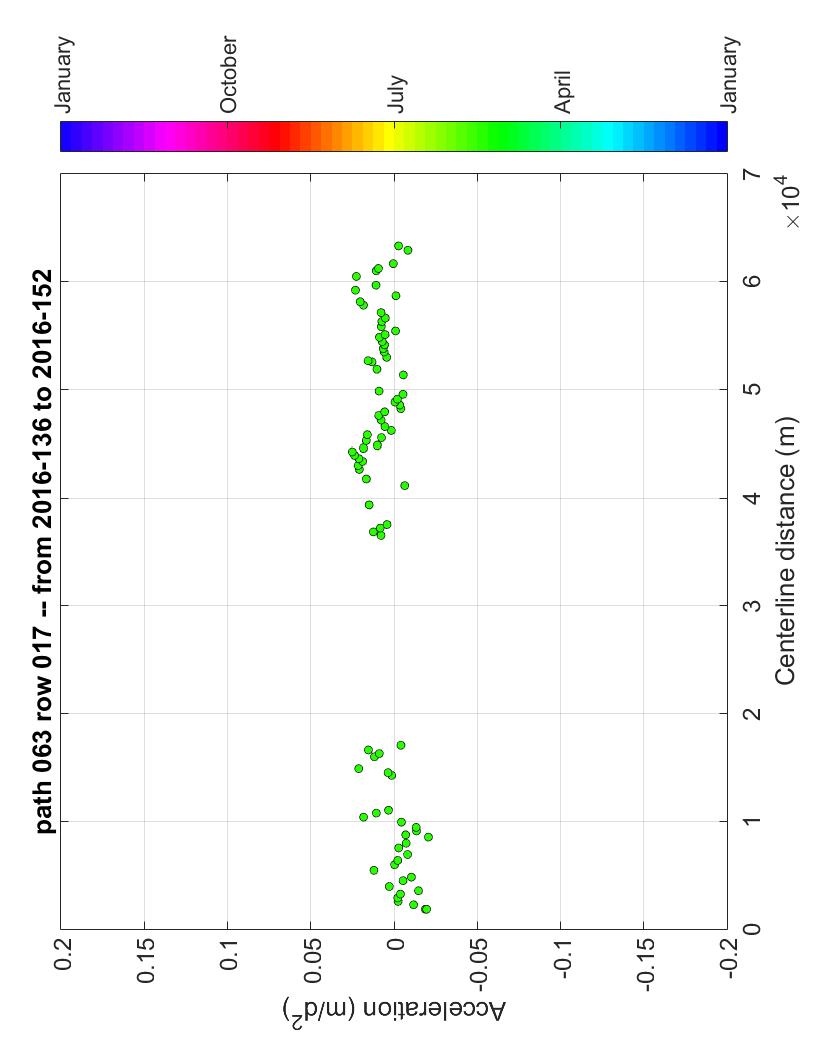 path 063 row 017 -- from 2016-136 to 2016-152
Acceleration (m/d²)
0.2
0.15
0.1
0.05
0
-0.05
-0.1
-0.15
-0.2
0 1 2 3 4 5 6 7
×10⁴
Centerline distance (m)
January
October
July
April
January